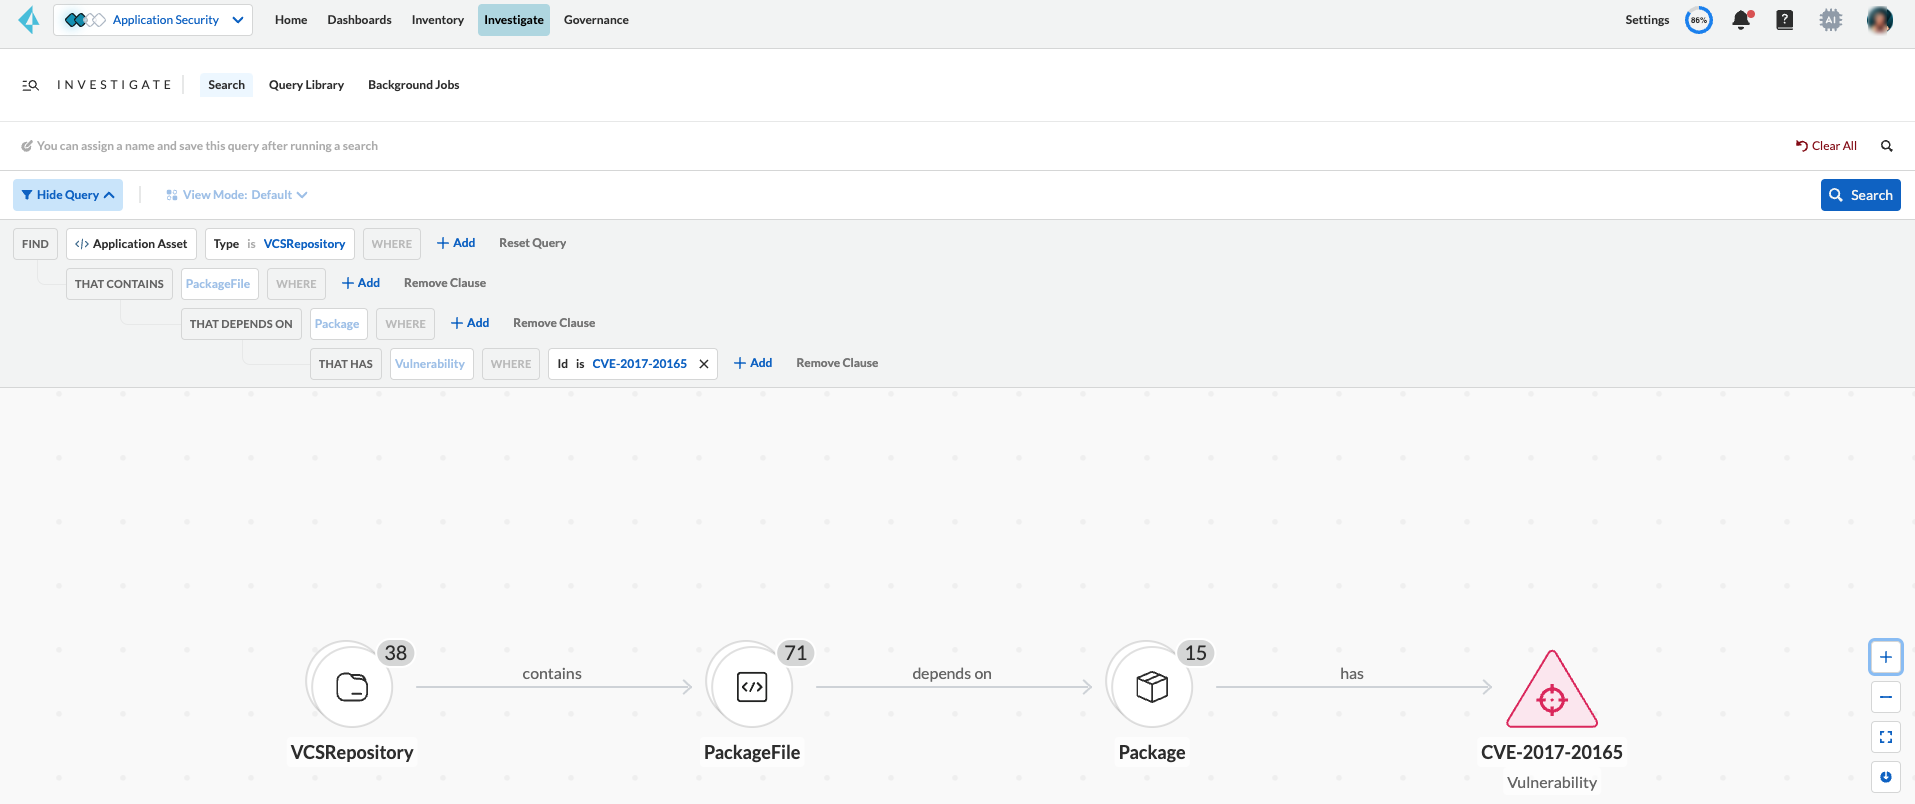 Application Security Home Dashboards Inventory Investigate Governance Settings 86% ? AI
INVESTIGATE Search Query Library Background Jobs
You can assign a name and save this query after running a search Clear All
Hide Query View Mode: Default Search
FIND </> Application Asset Type is VCSRepository WHERE + Add Reset Query
THAT CONTAINS PackageFile WHERE + Add Remove Clause
THAT DEPENDS ON Package WHERE + Add Remove Clause
THAT HAS Vulnerability WHERE Id is CVE-2017-20165 × + Add Remove Clause
38 contains 71 depends on 15 has
</>
VCSRepository PackageFile Package CVE-2017-20165
Vulnerability